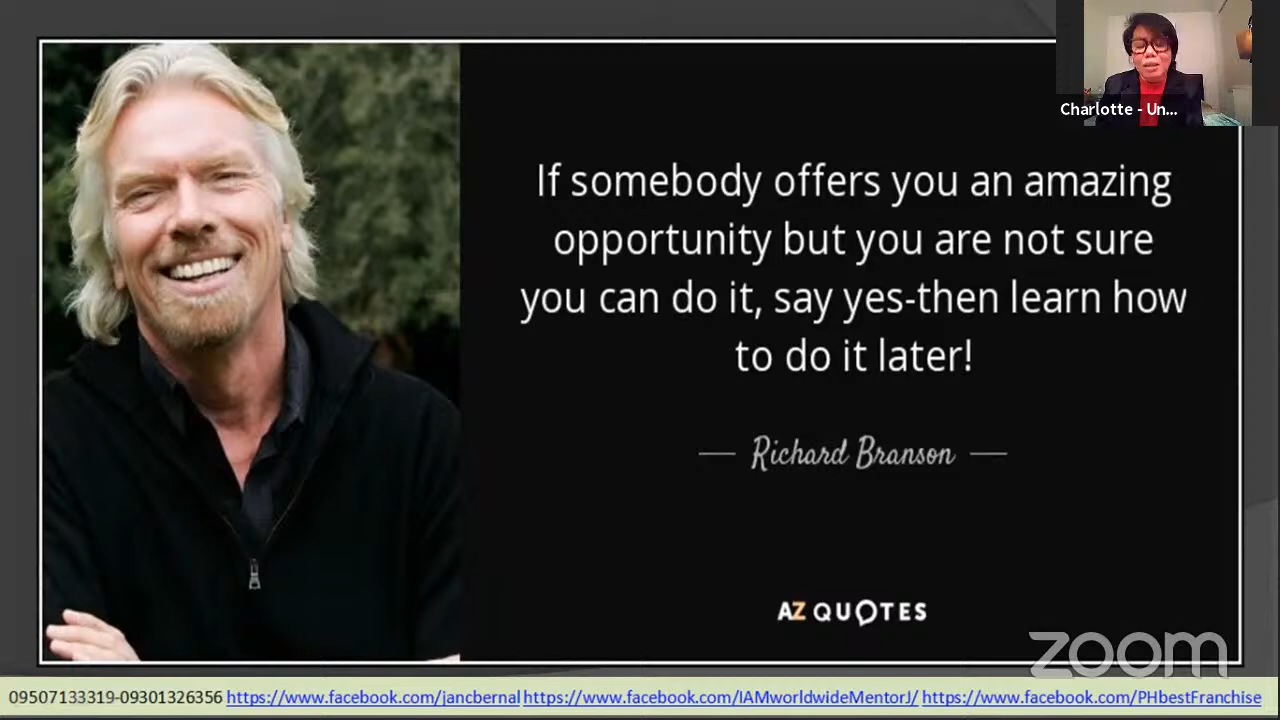 Charlotte - Un...
If somebody offers you an amazing
opportunity but you are not sure
you can do it, say yes-then learn how
to do it later!
Richard Branson
AZ QUOTES
zoom
09507133319-09301326356 https://www.facebook.com/jancbernal https://www.facebook.com/IAMworldwideMentorJ/ https://www.facebook.com/PHbestFranchise